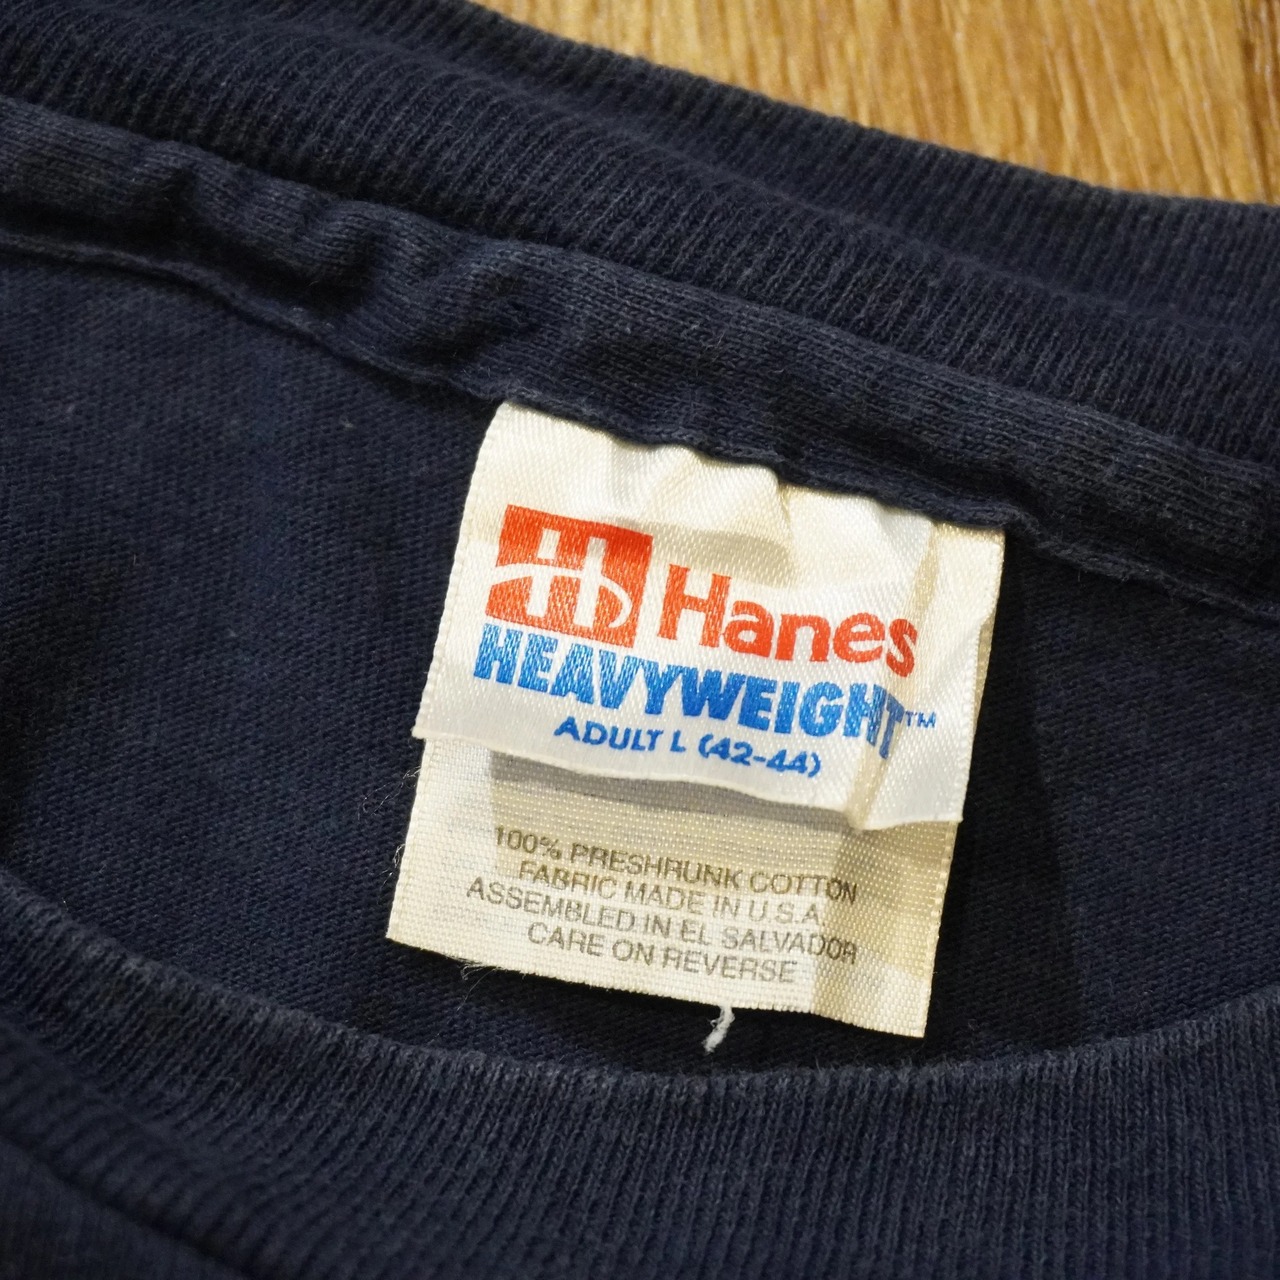 Hanes
HEAVYWEIGHT™
ADULT L (42-44)
100% PRESHRUNK COTTON
FABRIC MADE IN U.S.A.
ASSEMBLED IN EL SALVADOR
CARE ON REVERSE